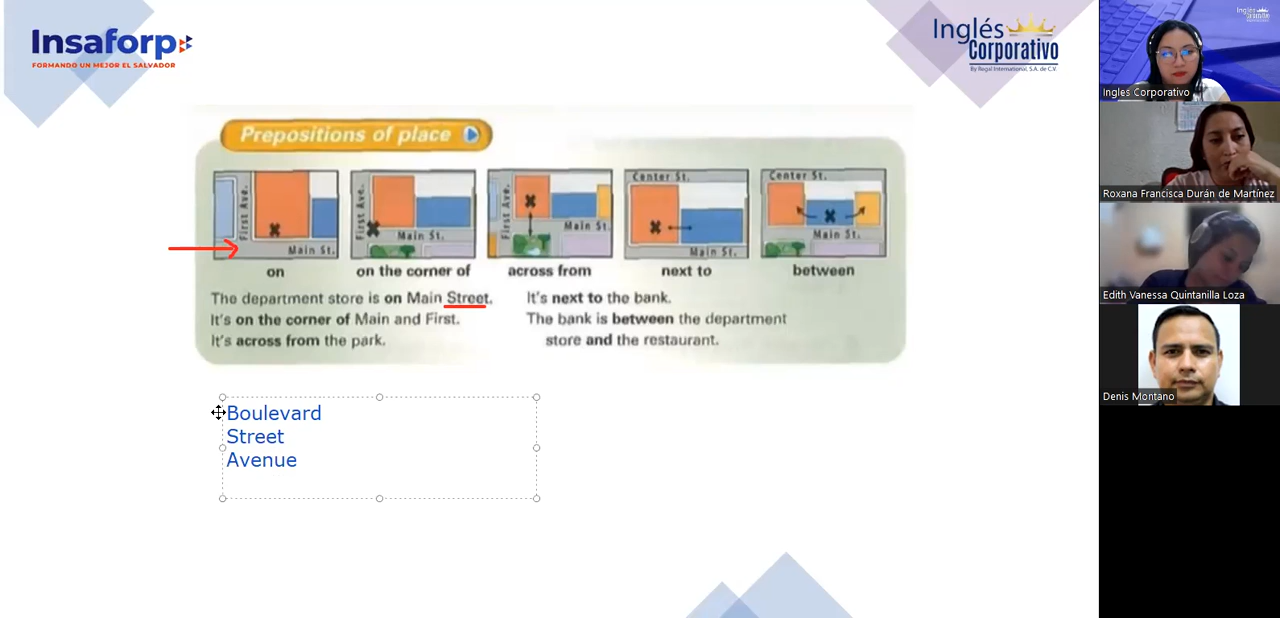 Insaforp
FORMANDO UN MEJOR EL SALVADOR
Inglés
Corporativo
By Regal International, S.A. de C.V.
Prepositions of place
First Ave.
Main St.
First Ave.
Main St.
First Ave.
Main St.
Center St.
Main St.
Center St.
Main St.
on
on the corner of
across from
next to
between
The department store is on Main Street.
It's on the corner of Main and First.
It's across from the park.
It's next to the bank.
The bank is between the department
store and the restaurant.
Boulevard
Street
Avenue
Ingles Corporativo
Roxana Francisca Durán de Martínez
Edith Vanessa Quintanilla Loza
Denis Montano